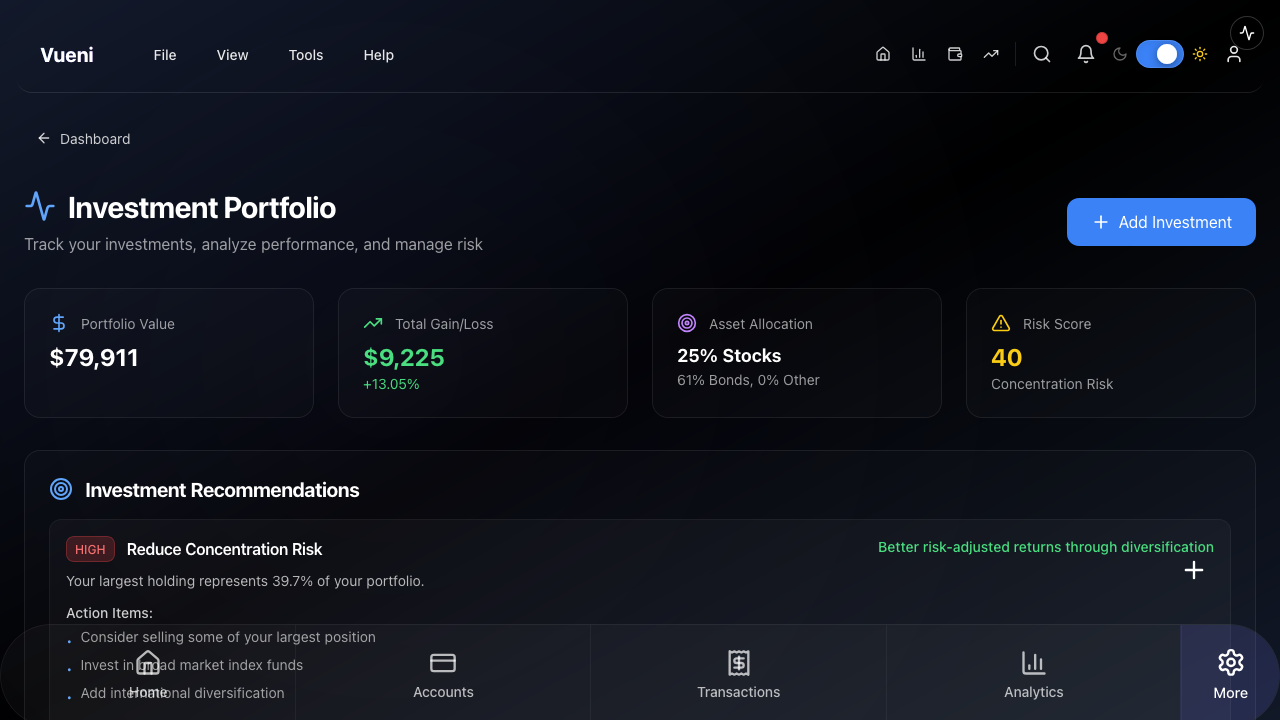 Vueni File View Tools Help
Dashboard
Investment Portfolio
Track your investments, analyze performance, and manage risk
Add Investment
Portfolio Value
$79,911
Total Gain/Loss
$9,225
+13.05%
Asset Allocation
25% Stocks
61% Bonds, 0% Other
Risk Score
40
Concentration Risk
Investment Recommendations
HIGH Reduce Concentration Risk
Better risk-adjusted returns through diversification
Your largest holding represents 39.7% of your portfolio.
Action Items:
• Consider selling some of your largest position
• Invest in broad market index funds
• Add international diversification
Home Accounts Transactions Analytics More